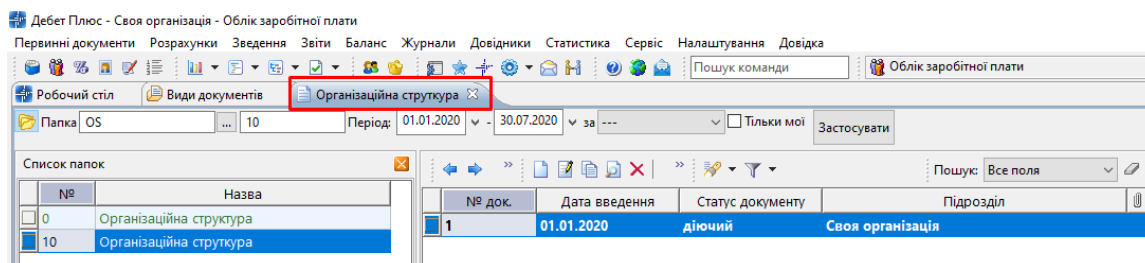 Дебет Плюс - Своя організація - Облік заробітної плати
Первинні документи Розрахунки Зведення Звіти Баланс Журнали Довідники Статистика Сервіс Налаштування Довідка
Пошук команди Облік заробітної плати
Робочий стіл Види документів Організаційна струткура
Папка OS ... 10 Період: 01.01.2020 - 30.07.2020 за --- Тільки мої Застосувати
Список папок
Пошук: Все поля
№ Назва
№ док. Дата введення Статус документу Підрозділ
0 Організаційна структура
1 01.01.2020 діючий Своя організація
10 Організаційна струткура